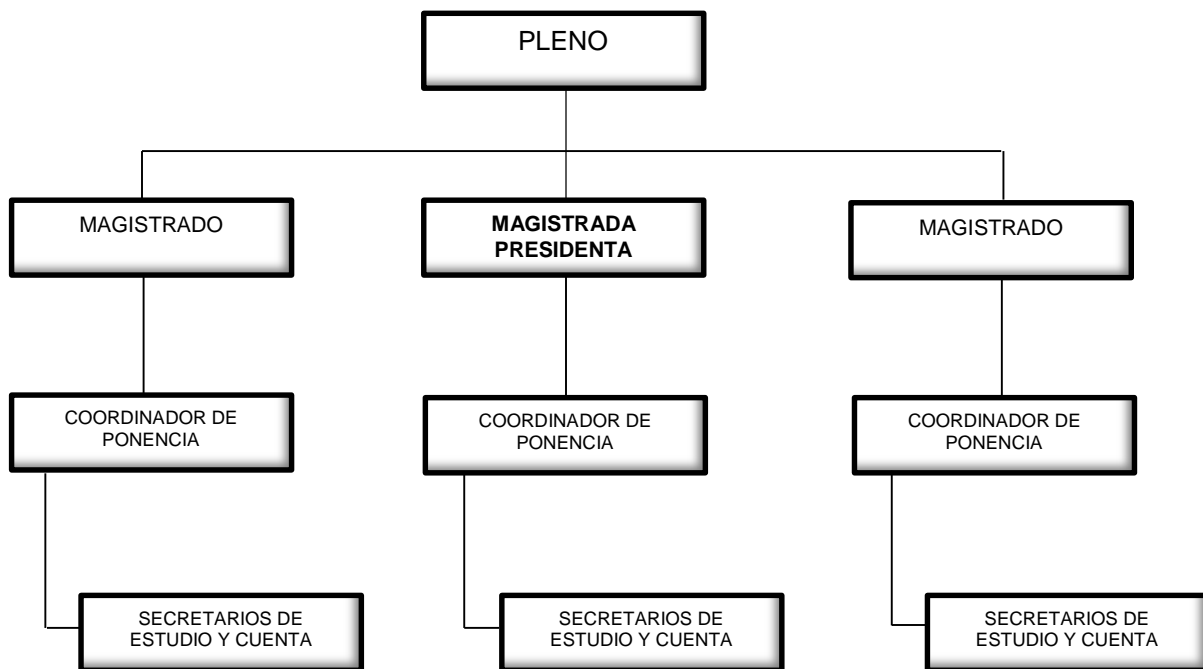 PLENO
MAGISTRADO
MAGISTRADA
PRESIDENTA
MAGISTRADO
COORDINADOR DE
PONENCIA
COORDINADOR DE
PONENCIA
COORDINADOR DE
PONENCIA
SECRETARIOS DE
ESTUDIO Y CUENTA
SECRETARIOS DE
ESTUDIO Y CUENTA
SECRETARIOS DE
ESTUDIO Y CUENTA